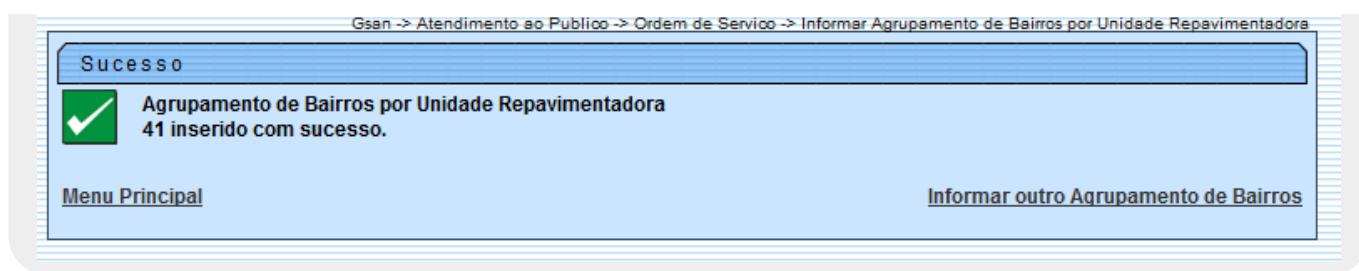 Gsan -> Atendimento ao Publico -> Ordem de Servico -> Informar Agrupamento de Bairros por Unidade Repavimentadora
Sucesso
Agrupamento de Bairros por Unidade Repavimentadora
41 inserido com sucesso.
Menu Principal Informar outro Agrupamento de Bairros